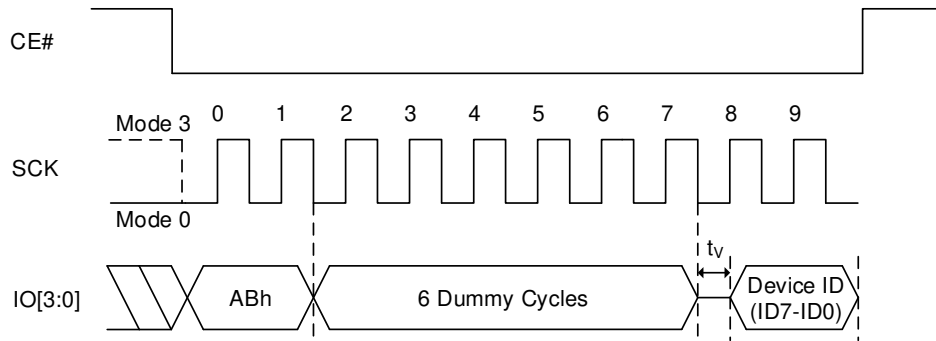 CE#
0 1 2 3 4 5 6 7 8 9
Mode 3
SCK
Mode 0
tV
IO[3:0] ABh 6 Dummy Cycles Device ID
(ID7-ID0)